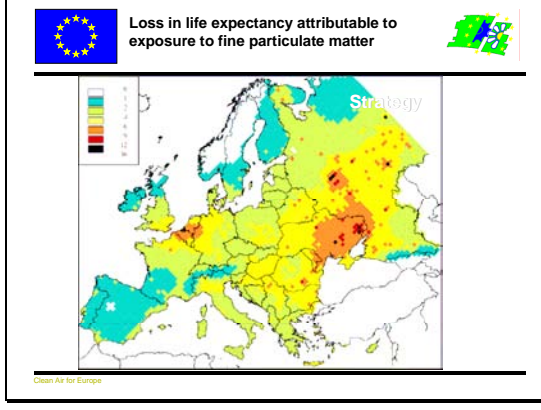 Loss in life expectancy attributable to
exposure to fine particulate matter
Strategy
Clean Air for Europe